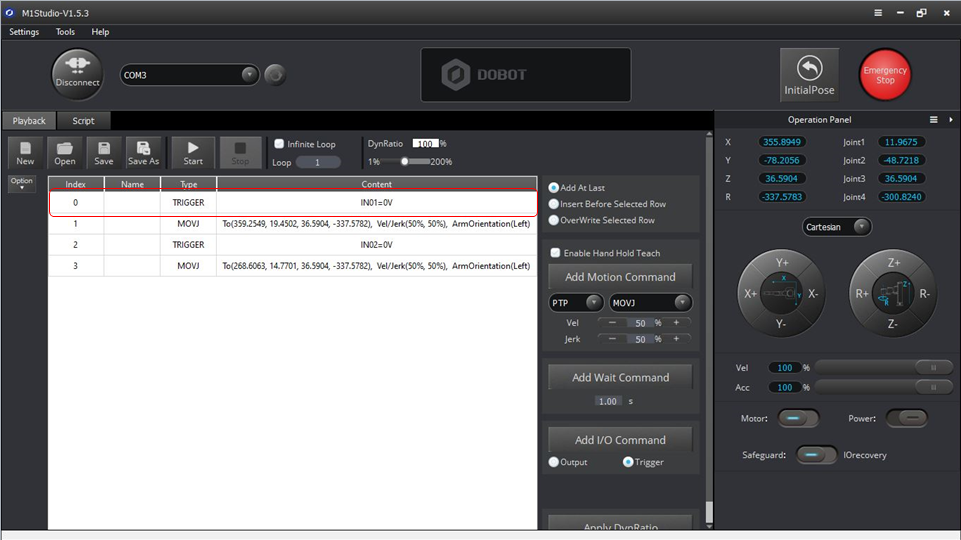 M1Studio-V1.5.3
Settings Tools Help
Disconnect
COM3
DOBOT
InitialPose
Emergency
Stop
Playback Script
Operation Panel
New Open Save Save As Start Stop
Infinite Loop
Loop 1
DynRatio 100 %
1% 200%
Option
Index Name Type Content
0 TRIGGER IN01=0V
1 MOVJ To(359.2549, 19.4502, 36.5904, -337.5782), Vel/Jerk(50%, 50%), ArmOrientation(Left)
2 TRIGGER IN02=0V
3 MOVJ To(268.6063, 14.7701, 36.5904, -337.5782), Vel/Jerk(50%, 50%), ArmOrientation(Left)
Add At Last
Insert Before Selected Row
OverWrite Selected Row
Enable Hand Hold Teach
Add Motion Command
PTP MOVJ
Vel 50 %
Jerk 50 %
Add Wait Command
1.00 s
Add I/O Command
Output Trigger
Apply DynRatio
X 355.8949 Joint1 11.9675
Y -78.2056 Joint2 -48.7218
Z 36.5904 Joint3 36.5904
R -337.5783 Joint4 -300.8240
Cartesian
Y+
X+ X Y X-
Y-
Z+
R+ Z R R-
Z-
Vel 100 %
Acc 100 %
Motor: Power:
Safeguard: IOrecovery